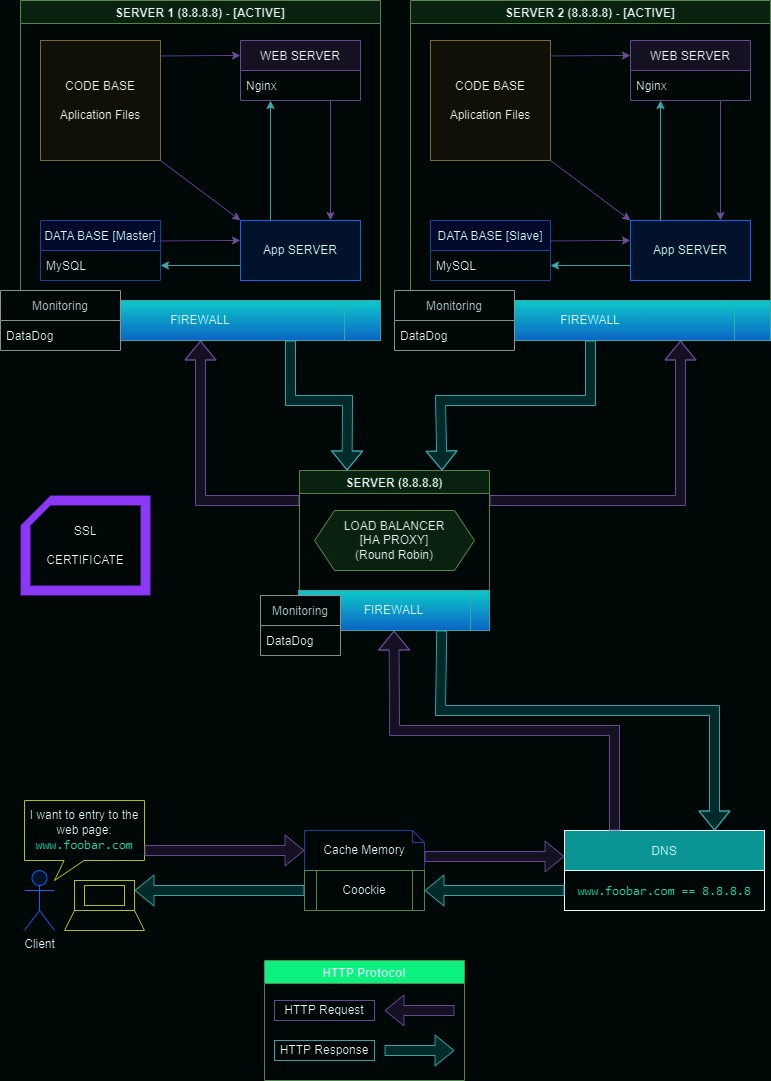 SERVER 1 (8.8.8.8) - [ACTIVE]
CODE BASE
Aplication Files
WEB SERVER
Nginx
DATA BASE [Master]
MySQL
App SERVER
Monitoring
DataDog
FIREWALL
SERVER 2 (8.8.8.8) - [ACTIVE]
CODE BASE
Aplication Files
WEB SERVER
Nginx
DATA BASE [Slave]
MySQL
App SERVER
Monitoring
DataDog
FIREWALL
SSL
CERTIFICATE
SERVER (8.8.8.8)
LOAD BALANCER
[HA PROXY]
(Round Robin)
Monitoring
DataDog
FIREWALL
I want to entry to the
web page:
www.foobar.com
Client
Cache Memory
Coockie
DNS
www.foobar.com == 8.8.8.8
HTTP Protocol
HTTP Request
HTTP Response